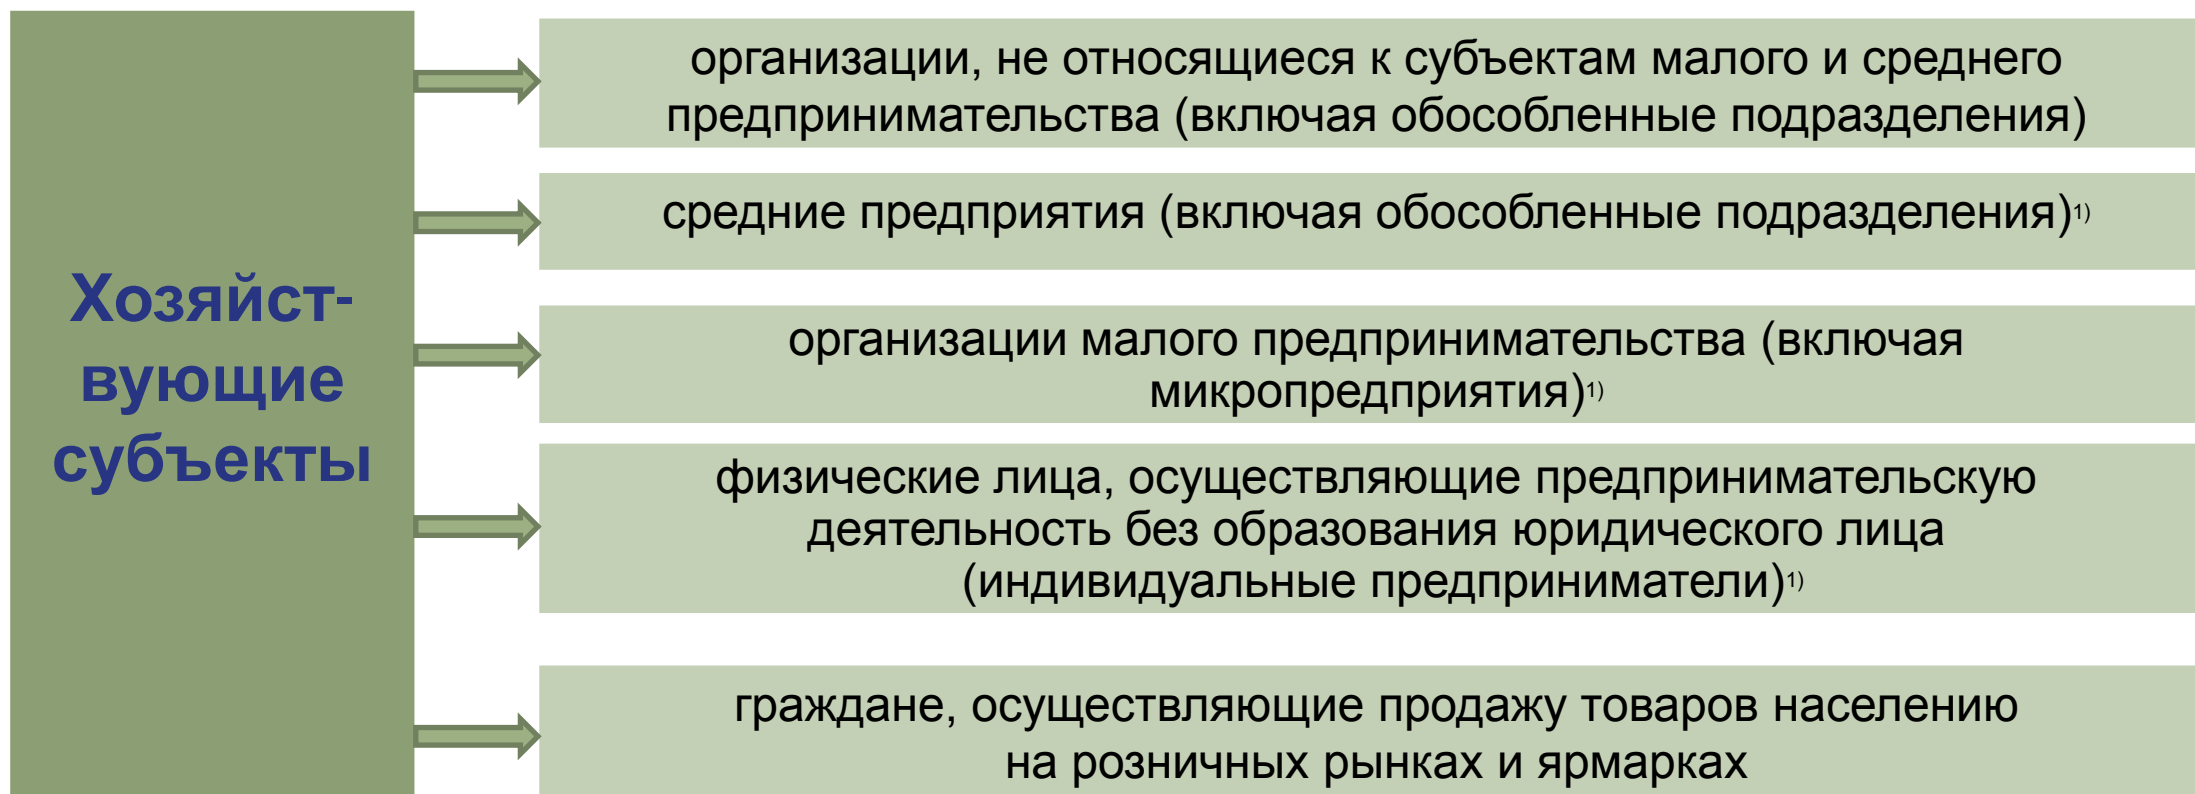 Хозяйст-
вующие
субъекты
организации, не относящиеся к субъектам малого и среднего
предпринимательства (включая обособленные подразделения)
средние предприятия (включая обособленные подразделения)1)
организации малого предпринимательства (включая
микропредприятия)1)
физические лица, осуществляющие предпринимательскую
деятельность без образования юридического лица
(индивидуальные предприниматели)1)
граждане, осуществляющие продажу товаров населению
на розничных рынках и ярмарках